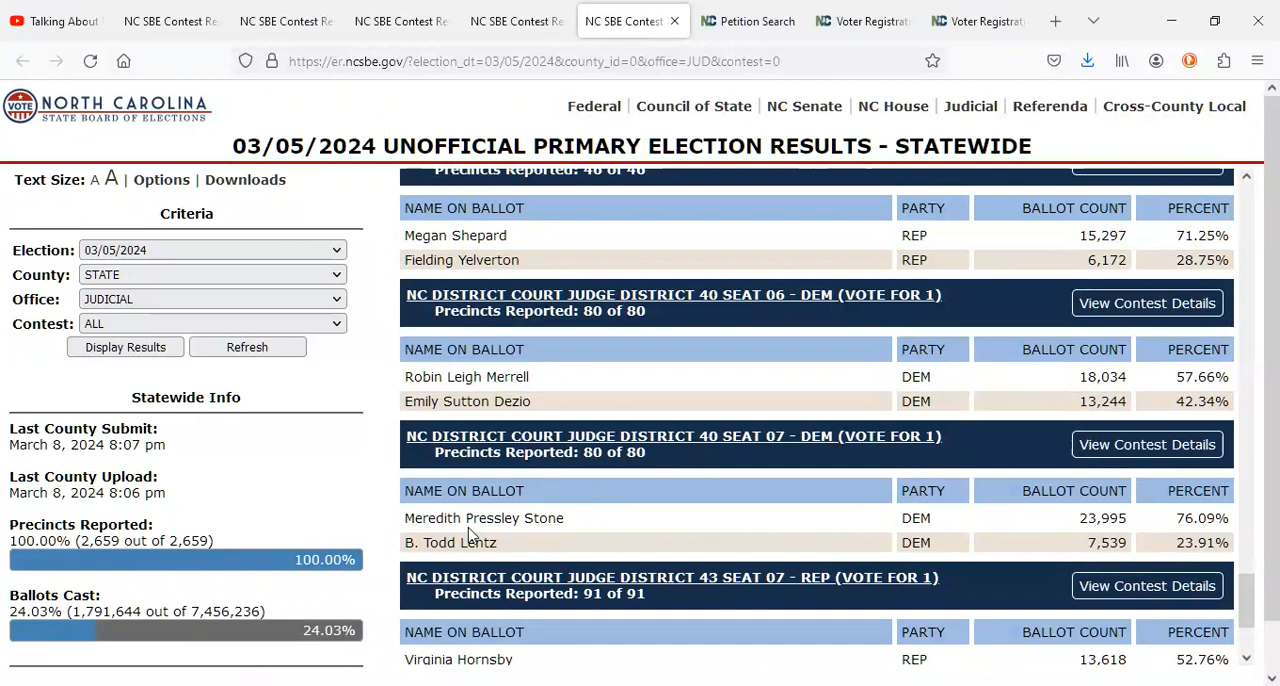 Talking About
NC SBE Contest Re
NC SBE Contest Re
NC SBE Contest Re
NC SBE Contest Re
NC SBE Contest
Petition Search
Voter Registrat
Voter Registrat
https://er.ncsbe.gov/?election_dt=03/05/2024&county_id=0&office=JUD&contest=0
VOTE
NORTH CAROLINA
STATE BOARD OF ELECTIONS
Federal | Council of State | NC Senate | NC House | Judicial | Referenda | Cross-County Local
03/05/2024 UNOFFICIAL PRIMARY ELECTION RESULTS - STATEWIDE
Text Size: A A | Options | Downloads
Criteria
Election: 03/05/2024
County: STATE
Office: JUDICIAL
Contest: ALL
Display Results Refresh
Statewide Info
Last County Submit:
March 8, 2024 8:07 pm
Last County Upload:
March 8, 2024 8:06 pm
Precincts Reported:
100.00% (2,659 out of 2,659)
100.00%
Ballots Cast:
24.03% (1,791,644 out of 7,456,236)
24.03%
Precincts Reported: 46 of 46
NAME ON BALLOT PARTY BALLOT COUNT PERCENT
Megan Shepard REP 15,297 71.25%
Fielding Yelverton REP 6,172 28.75%
NC DISTRICT COURT JUDGE DISTRICT 40 SEAT 06 - DEM (VOTE FOR 1)
Precincts Reported: 80 of 80
View Contest Details
NAME ON BALLOT PARTY BALLOT COUNT PERCENT
Robin Leigh Merrell DEM 18,034 57.66%
Emily Sutton Dezio DEM 13,244 42.34%
NC DISTRICT COURT JUDGE DISTRICT 40 SEAT 07 - DEM (VOTE FOR 1)
Precincts Reported: 80 of 80
View Contest Details
NAME ON BALLOT PARTY BALLOT COUNT PERCENT
Meredith Pressley Stone DEM 23,995 76.09%
B. Todd Lentz DEM 7,539 23.91%
NC DISTRICT COURT JUDGE DISTRICT 43 SEAT 07 - REP (VOTE FOR 1)
Precincts Reported: 91 of 91
View Contest Details
NAME ON BALLOT PARTY BALLOT COUNT PERCENT
Virginia Hornsby REP 13,618 52.76%